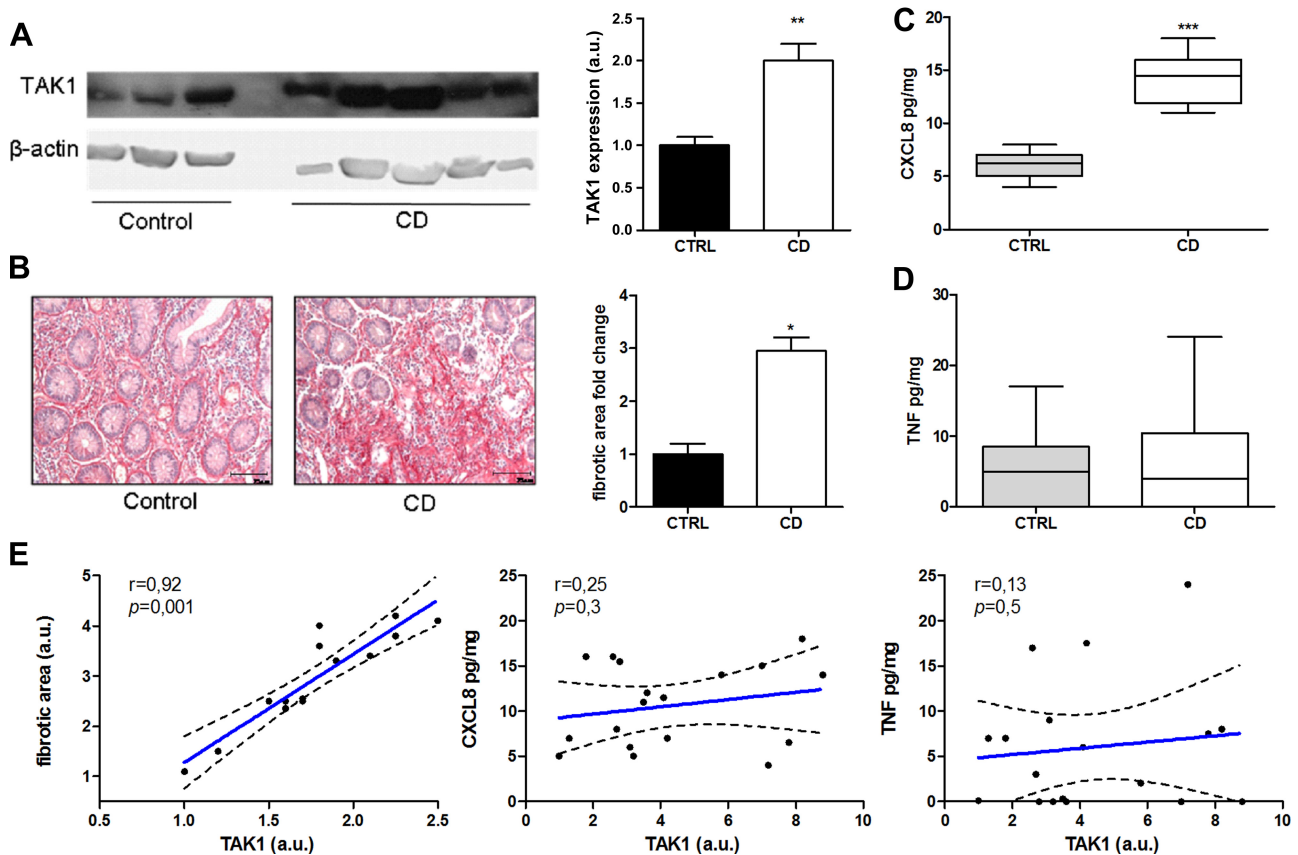 A
TAK1
β-actin
Control
CD
TAK1 expression (a.u.)
2.5
2.0
1.5
1.0
0.5
0.0
**
CTRL
CD
C
CXCL8 pg/mg
20
15
10
5
0
***
CTRL
CD
B
Control
CD
fibrotic area fold change
4
3
2
1
0
*
CTRL
CD
D
TNF pg/mg
30
20
10
0
CTRL
CD
E
fibrotic area (a.u.)
5
4
3
2
1
r=0,92
p=0,001
0.5
1.0
1.5
2.0
2.5
TAK1 (a.u.)
CXCL8 pg/mg
25
20
15
10
5
0
r=0,25
p=0,3
0
2
4
6
8
10
TAK1 (a.u.)
TNF pg/mg
25
20
15
10
5
0
r=0,13
p=0,5
0
2
4
6
8
10
TAK1 (a.u.)